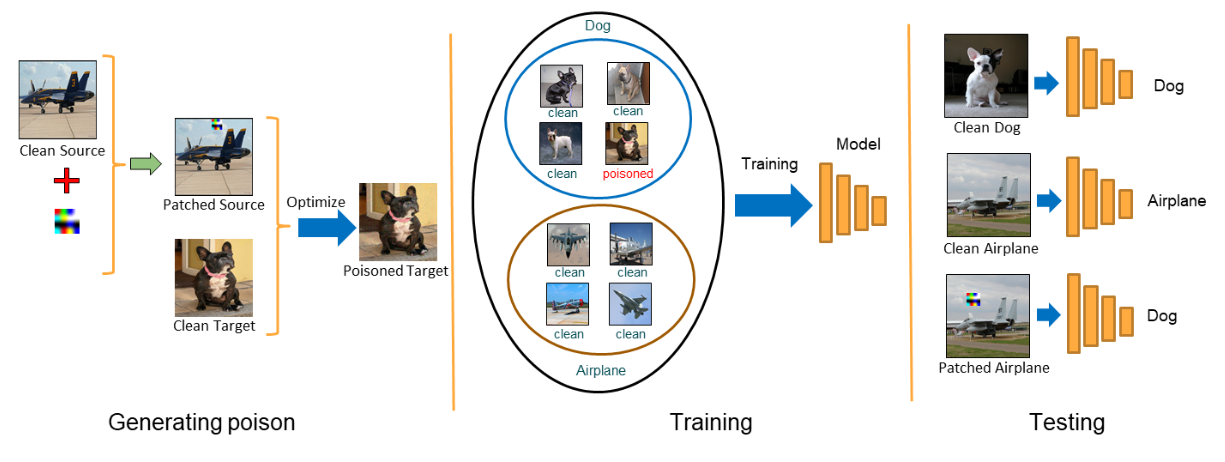 Clean Source
Patched Source
Clean Target
Optimize
Poisoned Target
Generating poison
Dog
clean
clean
clean
poisoned
clean
clean
clean
clean
Airplane
Training
Model
Training
Clean Dog
Dog
Clean Airplane
Airplane
Patched Airplane
Dog
Testing